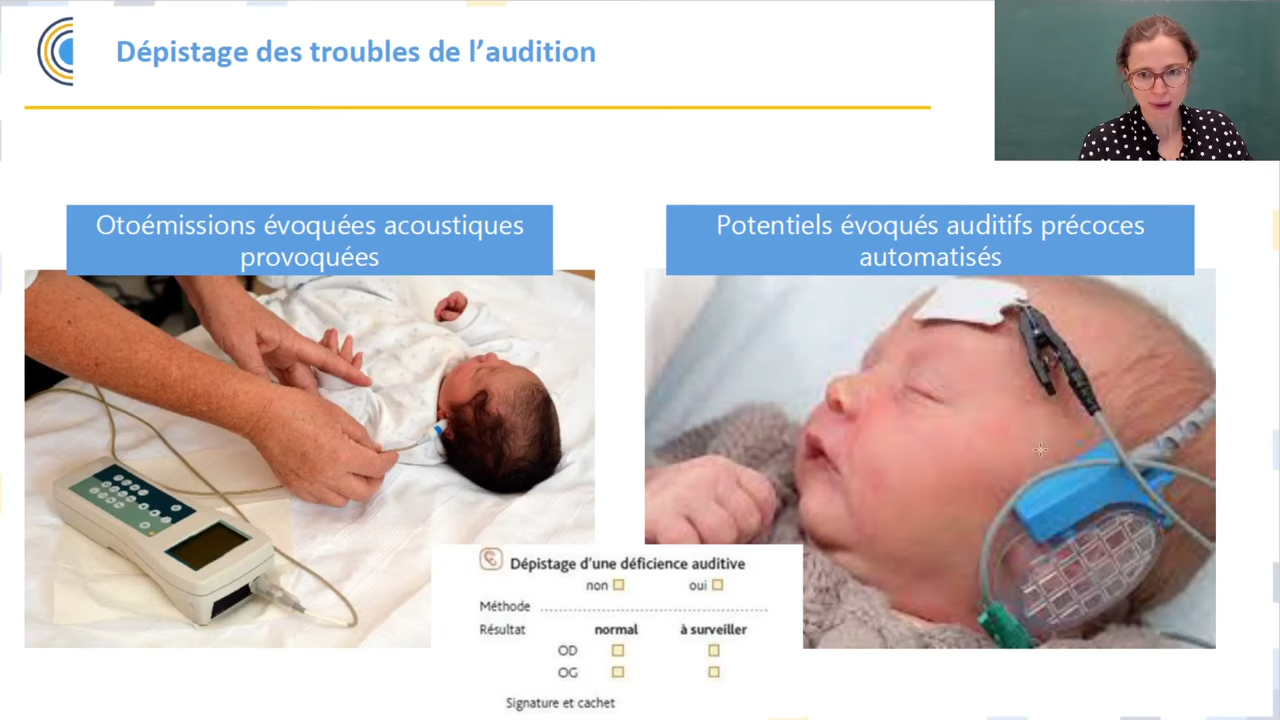 Dépistage des troubles de l'audition
Otoémissions évoquées acoustiques
provoquées
Potentiels évoqués auditifs précoces
automatisés
Dépistage d'une déficience auditive
non oui
Méthode
Résultat normal à surveiller
OD
OG
Signature et cachet